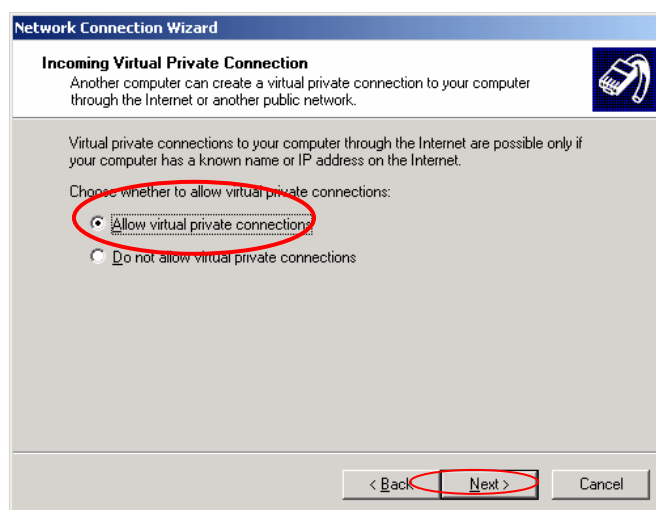 Network Connection Wizard
Incoming Virtual Private Connection
Another computer can create a virtual private connection to your computer
through the Internet or another public network.
Virtual private connections to your computer through the Internet are possible only if
your computer has a known name or IP address on the Internet.
Choose whether to allow virtual private connections:
Allow virtual private connections
Do not allow virtual private connections
< Back Next > Cancel